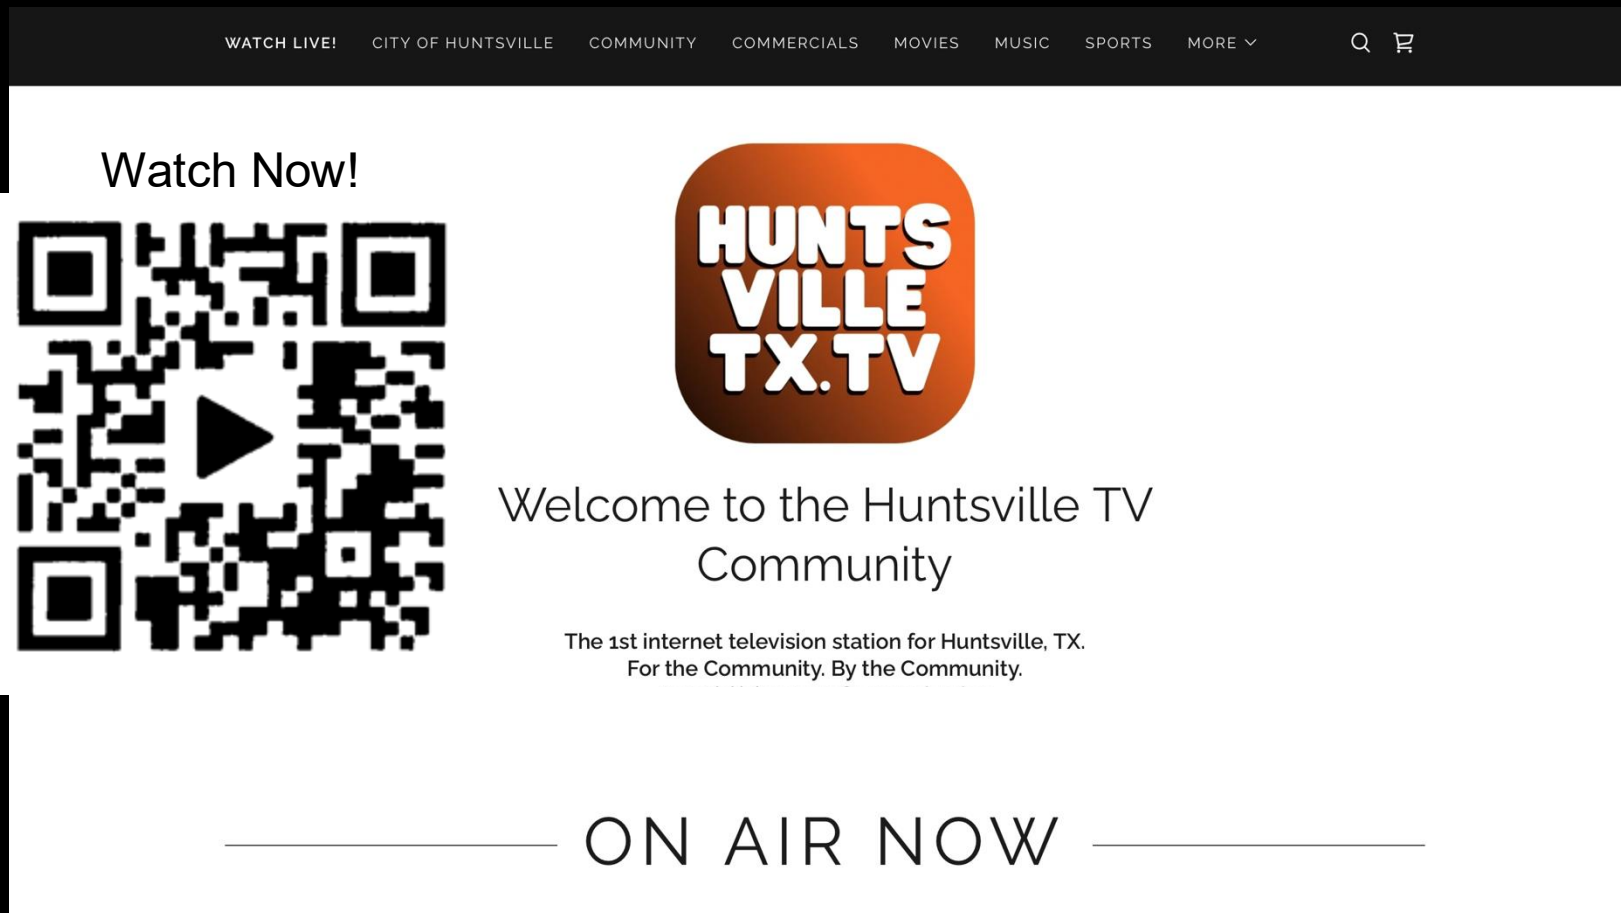 WATCH LIVE! CITY OF HUNTSVILLE COMMUNITY COMMERCIALS MOVIES MUSIC SPORTS MORE
Watch Now!
HUNTS
VILLE
TX.TV
Welcome to the Huntsville TV
Community
The 1st internet television station for Huntsville, TX.
For the Community. By the Community.
ON AIR NOW